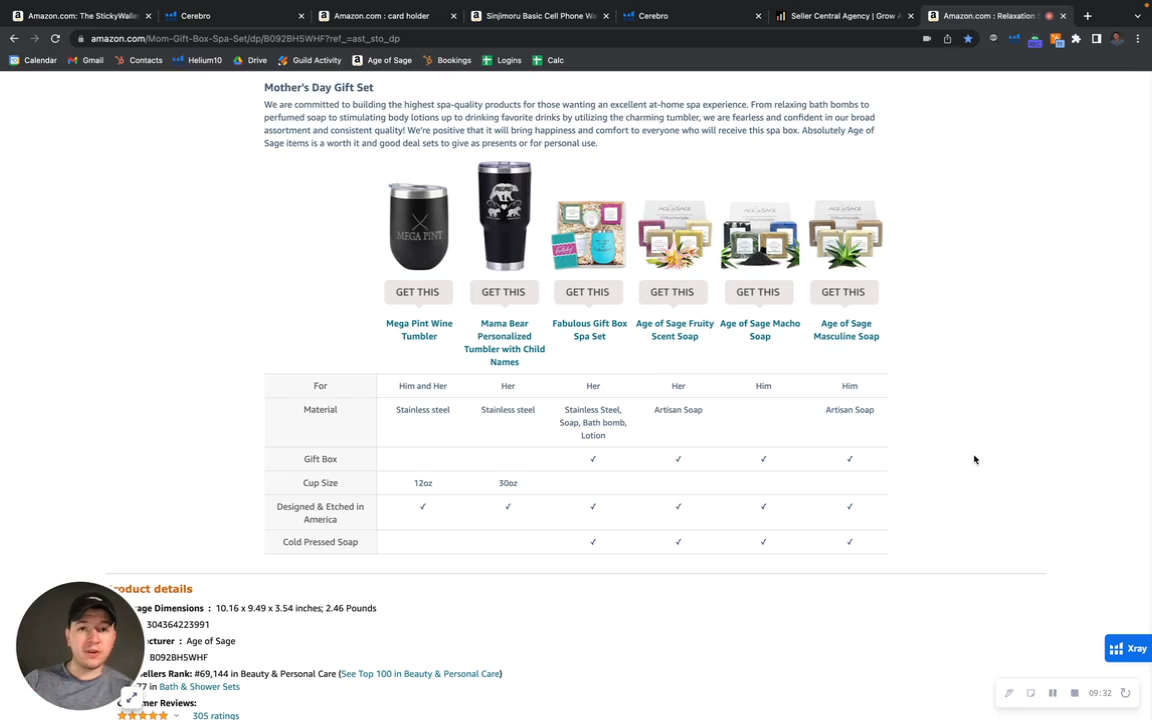 Amazon.com: The StickyWalle
Cerebro
Amazon.com : card holder
Sinjimoru Basic Cell Phone Wa
Cerebro
Seller Central Agency | Grow A
Amazon.com : Relaxation
amazon.com/Mom-Gift-Box-Spa-Set/dp/B092BH5WHF?ref_=ast_sto_dp
Calendar
Gmail
Contacts
Helium10
Drive
Guild Activity
Age of Sage
Bookings
Logins
Calc
Mother's Day Gift Set
We are committed to building the highest spa-quality products for those wanting an excellent at-home spa experience. From relaxing bath bombs to
perfumed soap to stimulating body lotions up to drinking favorite drinks by utilizing the charming tumbler, we are fearless and confident in our broad
assortment and consistent quality! We're positive that it will bring happiness and comfort to everyone who will receive this spa box. Absolutely Age of
Sage items is a worth it and good deal sets to give as presents or for personal use.
MEGA PINT
GET THIS
GET THIS
GET THIS
GET THIS
GET THIS
GET THIS
Mega Pint Wine
Tumbler
Mama Bear
Personalized
Tumbler with Child
Names
Fabulous Gift Box
Spa Set
Age of Sage Fruity
Scent Soap
Age of Sage Macho
Soap
Age of Sage
Masculine Soap
For
Him and Her
Her
Her
Her
Him
Him
Material
Stainless steel
Stainless steel
Stainless Steel,
Soap, Bath bomb,
Lotion
Artisan Soap
Artisan Soap
Gift Box
✓ ✓ ✓ ✓
Cup Size
12oz
30oz
Designed & Etched in
America
✓ ✓ ✓ ✓ ✓ ✓
Cold Pressed Soap
✓ ✓ ✓ ✓
roduct details
age Dimensions : 10.16 x 9.49 x 3.54 inches; 2.46 Pounds
304364223991
acturer : Age of Sage
B092BH5WHF
ellers Rank: #69,144 in Beauty & Personal Care (See Top 100 in Beauty & Personal Care)
77 in Bath & Shower Sets
omer Reviews:
305 ratings
Xray
09:32